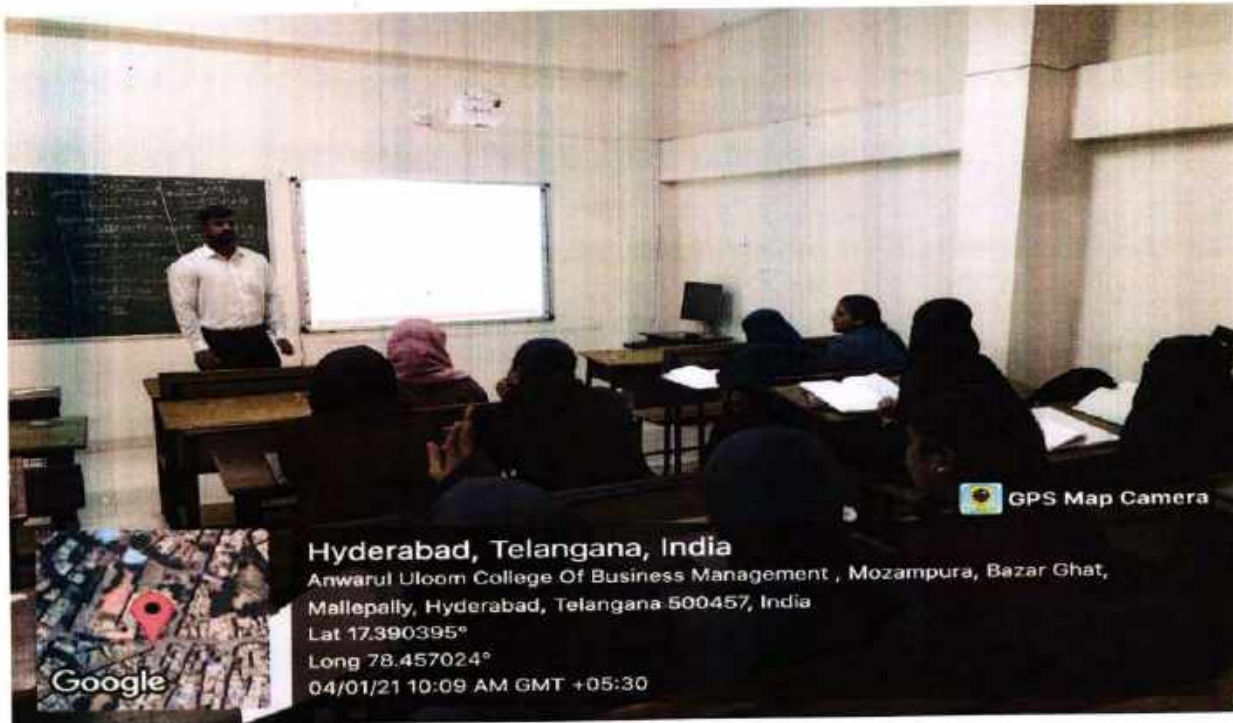 GPS Map Camera
Hyderabad, Telangana, India
Anwarul Uloom College Of Business Management , Mozampura, Bazar Ghat,
Mallepally, Hyderabad, Telangana 500457, India
Lat 17.390395°
Long 78.457024°
04/01/21 10:09 AM GMT +05:30
Google